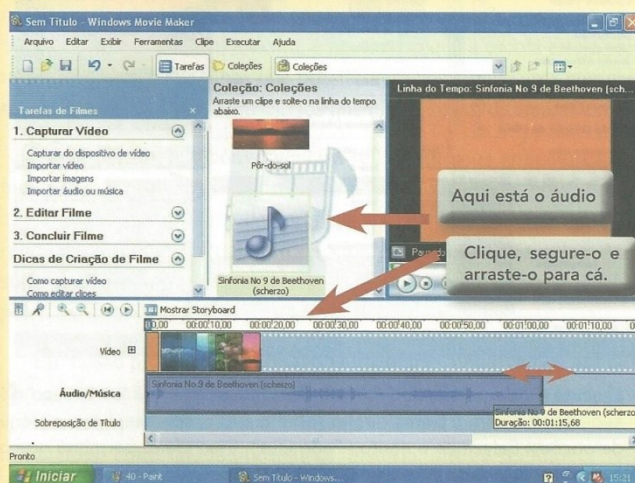 Sem Título - Windows Movie Maker
Arquivo Editar Exibir Ferramentas Clipe Executar Ajuda
Tarefas Coleções Coleções
Tarefas de Filmes
1. Capturar Vídeo
Capturar do dispositivo de vídeo
Importar vídeo
Importar imagens
Importar áudio ou música
2. Editar Filme
3. Concluir Filme
Dicas de Criação de Filme
Como capturar vídeo
Como editar clipes
Coleção: Coleções
Arraste um clipe e solte-o na linha do tempo
abaixo.
Pôr-do-sol
Sinfonia No 9 de Beethoven
(scherzo)
Linha do Tempo: Sinfonia No 9 de Beethoven (sch...
Aqui está o áudio
Pausado
Clique, segure-o e
arraste-o para cá.
Mostrar Storyboard
00:00:10,00 00:00:20,00 00:00:30,00 00:00:40,00 00:00:50,00 00:01:00,00 00:01:10,00
Vídeo
Áudio/Música
Sinfonia No 9 de Beethoven (scherzo)
Sinfonia No 9 de Beethoven (scherzo)
Duração: 00:01:15,68
Sobreposição de Título
Pronto
Iniciar 40 - Paint Sem Título - Windows... 15:21